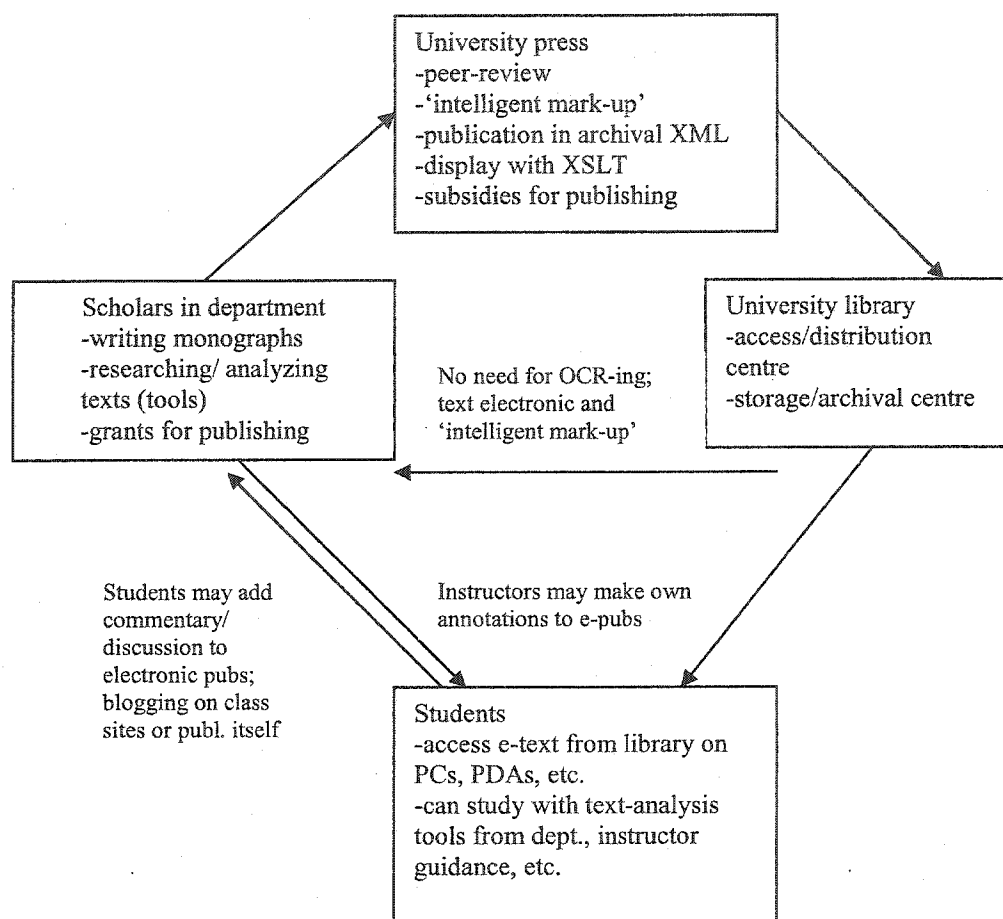 University press
-peer-review
-‘intelligent mark-up’
-publication in archival XML
-display with XSLT
-subsidies for publishing
Scholars in department
-writing monographs
-researching/ analyzing
texts (tools)
-grants for publishing
No need for OCR-ing;
text electronic and
‘intelligent mark-up’
University library
-access/distribution
centre
-storage/archival centre
Students may add
commentary/
discussion to
electronic pubs;
blogging on class
sites or publ. itself
Instructors may make own
annotations to e-pubs
Students
-access e-text from library on
PCs, PDAs, etc.
-can study with text-analysis
tools from dept., instructor
guidance, etc.